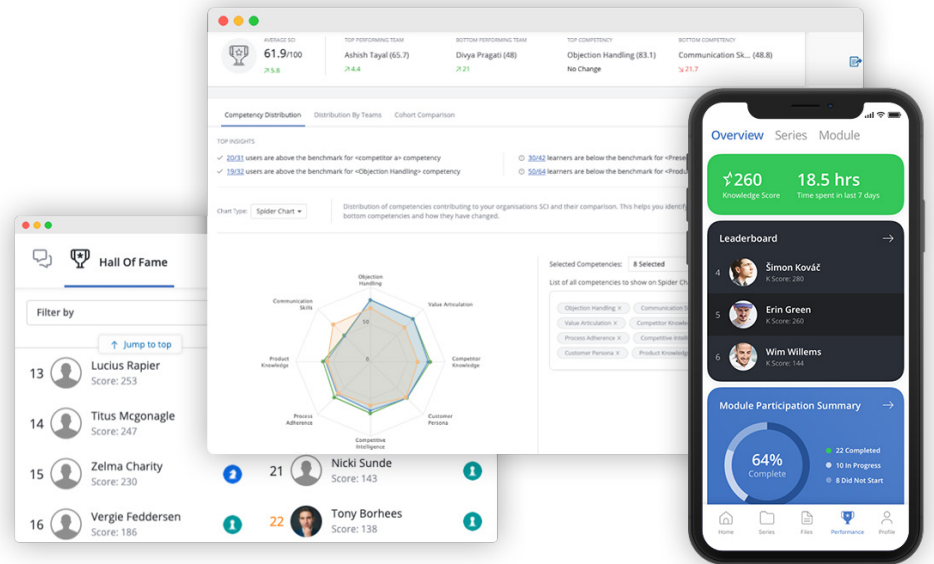 AVERAGE SCI
61.9/100
5.8
TOP PERFORMING TEAM
Ashish Tayal (65.7)
4.4
BOTTOM PERFORMING TEAM
Divya Pragati (48)
21
TOP COMPETENCY
Objection Handling (83.1)
No Change
BOTTOM COMPETENCY
Communication Sk... (48.8)
21.7
Competency Distribution Distribution By Teams Cohort Comparison
TOP INSIGHTS
20/31 users are above the benchmark for <competitor a> competency
19/32 users are above the benchmark for <Objection Handling> competency
30/42 learners are below the benchmark for <Prese
50/64 learners are below the benchmark for <Produ
Chart Type: Spider Chart
Distribution of competencies contributing to your organisations SCI and their comparison. This helps you identif
bottom competencies and how they have changed.
Objection
Handling
Value Articulation
Competitor
Knowledge
Customer
Persona
Competitive
Intelligence
Process
Adherence
Product
Knowledge
Communication
Skills
50
0
Selected Competencies: 8 Selected
List of all competencies to show on Spider Ch
Objection Handling × Communication S
Value Articulation × Competitor Knowle
Process Adherence × Competitive Intell
Customer Persona × Product Knowledg
Hall Of Fame
Filter by
Jump to top
13 Lucius Rapier
Score: 253
14 Titus Mcgonagle
Score: 247
15 Zelma Charity
Score: 230
16 Vergie Feddersen
Score: 186
21 Nicki Sunde
Score: 143
22 Tony Borhees
Score: 138
Overview Series Module
260
Knowledge Score
18.5 hrs
Time spent in last 7 days
Leaderboard
4 Šimon Kováč
K Score: 280
5 Erin Green
K Score: 260
6 Wim Willems
K Score: 144
Module Participation Summary
64%
Complete
22 Completed
10 In Progress
8 Did Not Start
Home Series Files Performance Profile